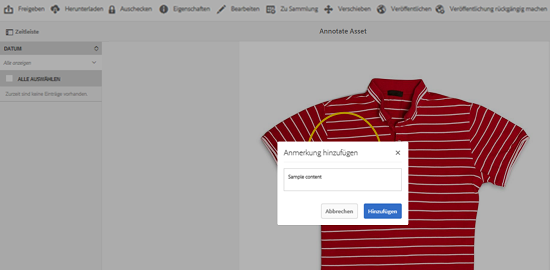 Freigeben Herunterladen Auschecken Eigenschaften Bearbeiten Zu Sammlung Verschieben Veröffentlichen Veröffentlichung rückgängig machen
Zeitleiste Annotate Asset
DATUM
Alle anzeigen
ALLE AUSWÄHLEN
Zurzeit sind keine Einträge vorhanden.
Anmerkung hinzufügen
Sample content
Abbrechen Hinzufügen